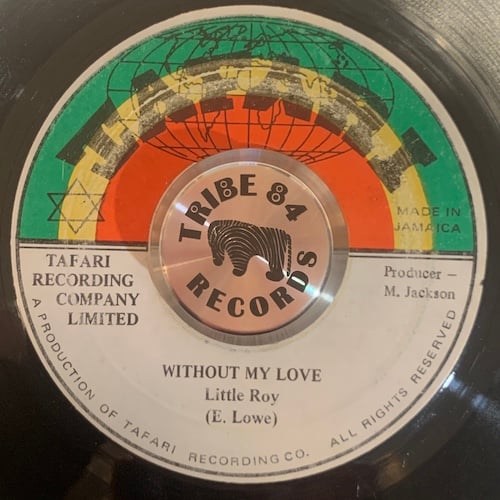 TAFARI
TRIBE 84
RECORDS
MADE IN
JAMAICA
TAFARI
RECORDING
COMPANY
LIMITED
Producer –
M. Jackson
WITHOUT MY LOVE
Little Roy
(E. Lowe)
A PRODUCTION OF TAFARI RECORDING CO. ALL RIGHTS RESERVED